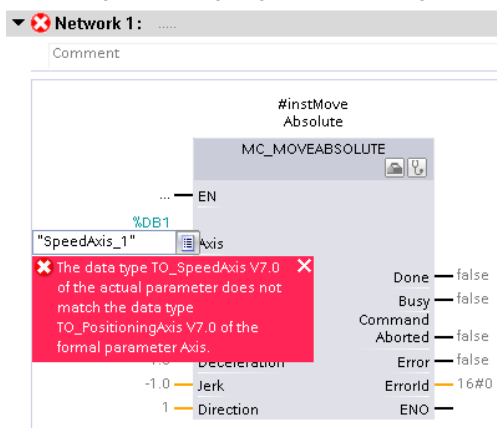 Network 1: .....
Comment
#instMove
Absolute
MC_MOVEABSOLUTE
... EN
%DB1
"SpeedAxis_1" Axis
The data type TO_SpeedAxis V7.0
of the actual parameter does not
match the data type
TO_PositioningAxis V7.0 of the
formal parameter Axis.
Done false
Busy false
Command
Aborted false
Deceleration Error false
-1.0 Jerk ErrorId 16#0
1 Direction ENO